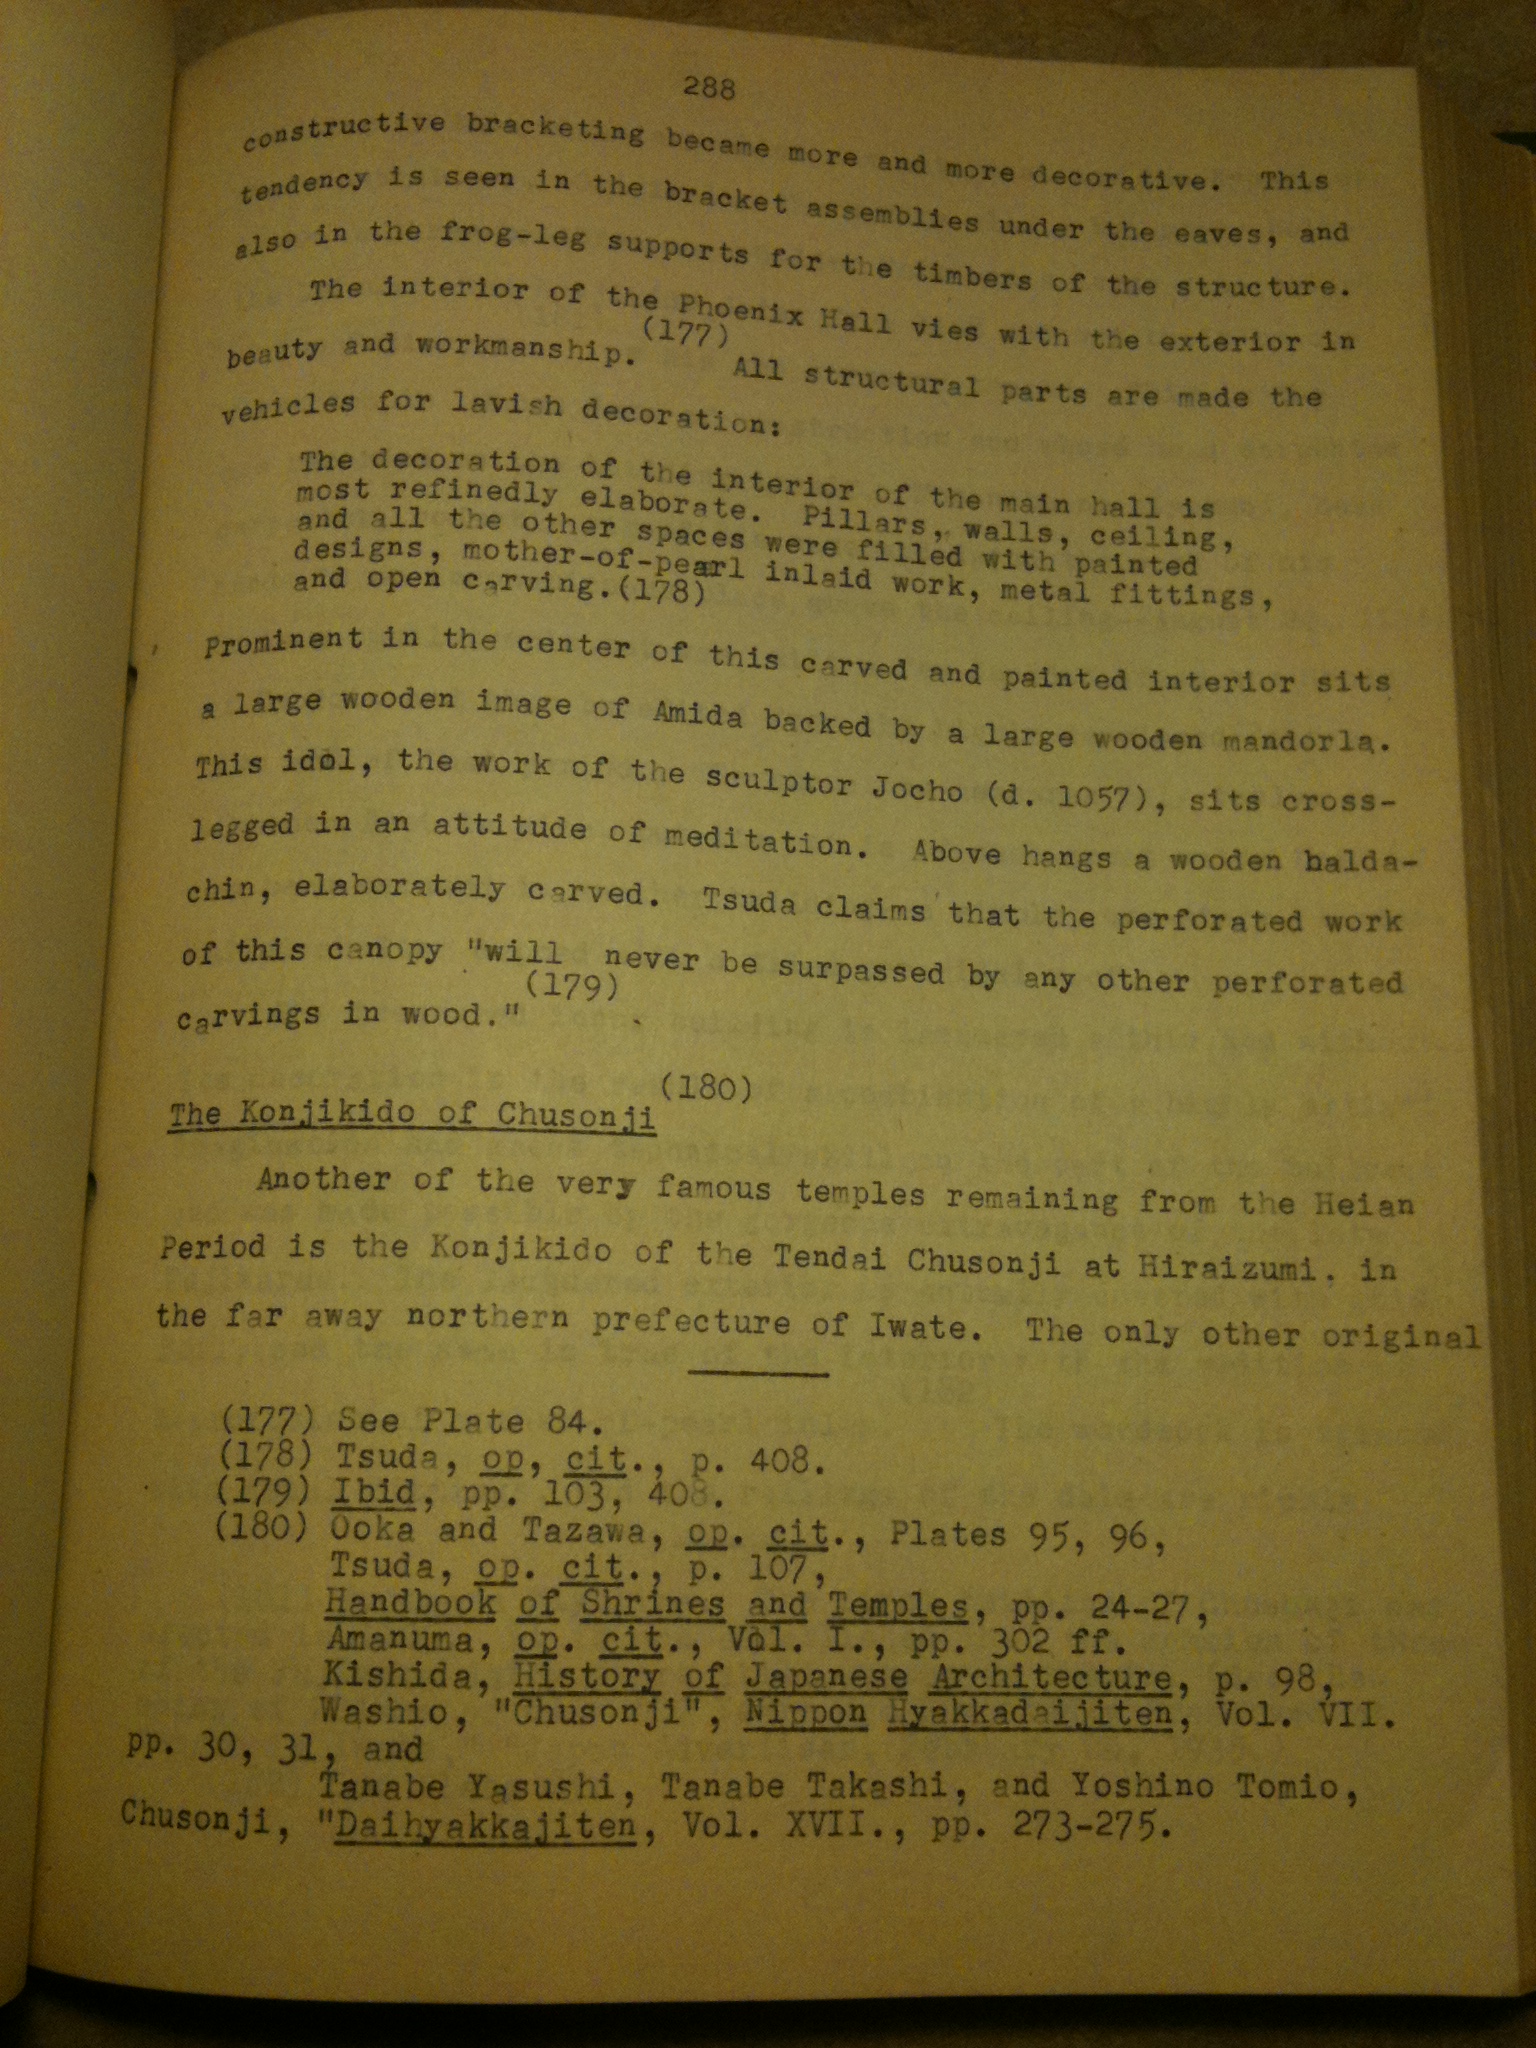 288
constructive bracketing became more and more decorative. This
tendency is seen in the bracket assemblies under the eaves, and
also in the frog-leg supports for the timbers of the structure.
The interior of the Phoenix Hall vies with the exterior in
beauty and workmanship.(177) All structural parts are made the
vehicles for lavish decoration:
The decoration of the interior of the main hall is
most refinedly elaborate. Pillars, walls, ceiling,
and all the other spaces were filled with painted
designs, mother-of-pearl inlaid work, metal fittings,
and open carving.(178)
Prominent in the center of this carved and painted interior sits
a large wooden image of Amida backed by a large wooden mandorla.
This idol, the work of the sculptor Jocho (d. 1057), sits cross-
legged in an attitude of meditation. Above hangs a wooden balda-
chin, elaborately carved. Tsuda claims that the perforated work
of this canopy "will never be surpassed by any other perforated
carvings in wood."(179)
The Konjikido of Chusonji(180)
Another of the very famous temples remaining from the Heian
Period is the Konjikido of the Tendai Chusonji at Hiraizumi. in
the far away northern prefecture of Iwate. The only other original
(177) See Plate 84.
(178) Tsuda, op, cit., p. 408.
(179) Ibid, pp. 103, 408.
(180) Ooka and Tazawa, op. cit., Plates 95, 96,
Tsuda, op. cit., p. 107,
Handbook of Shrines and Temples, pp. 24-27,
Amanuma, op. cit., Vol. I., pp. 302 ff.
Kishida, History of Japanese Architecture, p. 98,
Washio, "Chusonji", Nippon Hyakkadaijiten, Vol. VII.
pp. 30, 31, and
Tanabe Yasushi, Tanabe Takashi, and Yoshino Tomio,
Chusonji, "Daihyakkajiten, Vol. XVII., pp. 273-275.